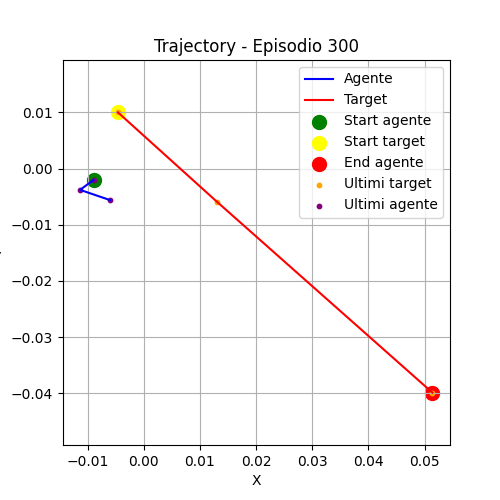 Trajectory - Episodio 300
Agente
Target
Start agente
Start target
End agente
Ultimi target
Ultimi agente
0.01
0.00
−0.01
−0.02
−0.03
−0.04
−0.01 0.00 0.01 0.02 0.03 0.04 0.05
X